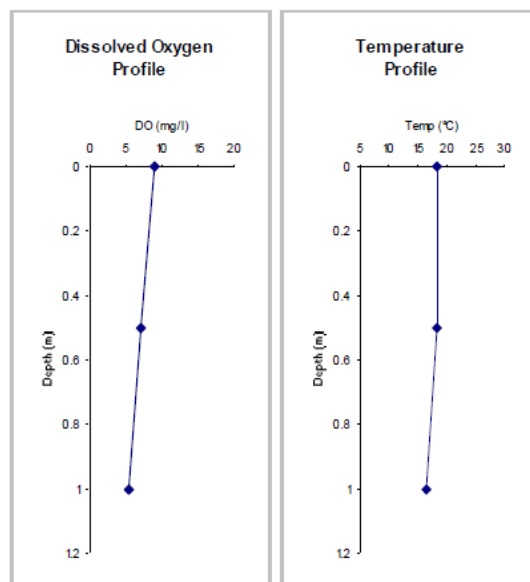 Dissolved Oxygen
Profile
DO (mg/l)
0 5 10 15 20
0
0.2
0.4
0.6
0.8
1
1.2
Depth (m)
Temperature
Profile
Temp (°C)
5 10 15 20 25 30
0
0.2
0.4
0.6
0.8
1
1.2
Depth (m)